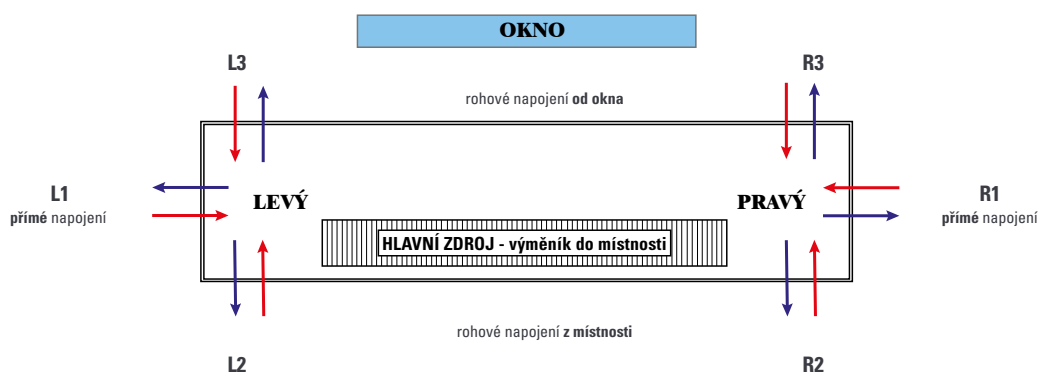 OKNO
L3
R3
rohové napojení od okna
L1
přímé napojení
LEVÝ
PRAVÝ
R1
přímé napojení
HLAVNÍ ZDROJ - výměník do místnosti
rohové napojení z místnosti
L2
R2